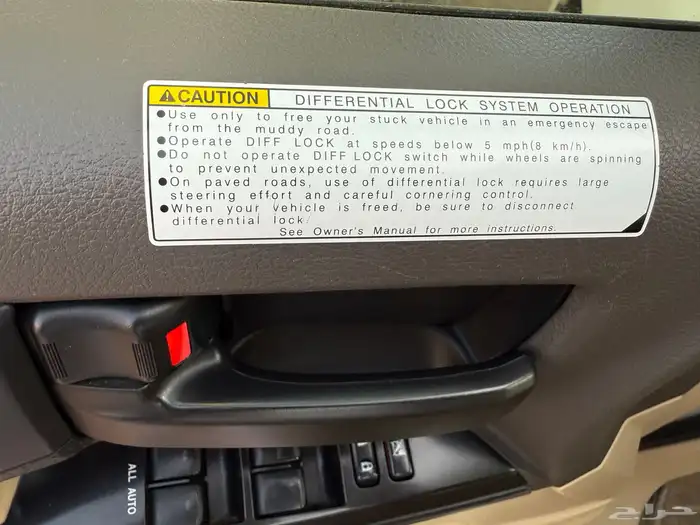 ⚠CAUTION DIFFERENTIAL LOCK SYSTEM OPERATION
●Use only to free your stuck vehicle in an emergency escape
from the muddy road.
●Operate DIFF LOCK at speeds below 5 mph(8 km/h).
●Do not operate DIFF LOCK switch while wheels are spinning
to prevent unexpected movement.
●On paved roads, use of differential lock requires large
steering effort and careful cornering control.
●When your vehicle is freed, be sure to disconnect
differential lock/
See Owner's Manual for more instructions.
ALL AUTO
حراج